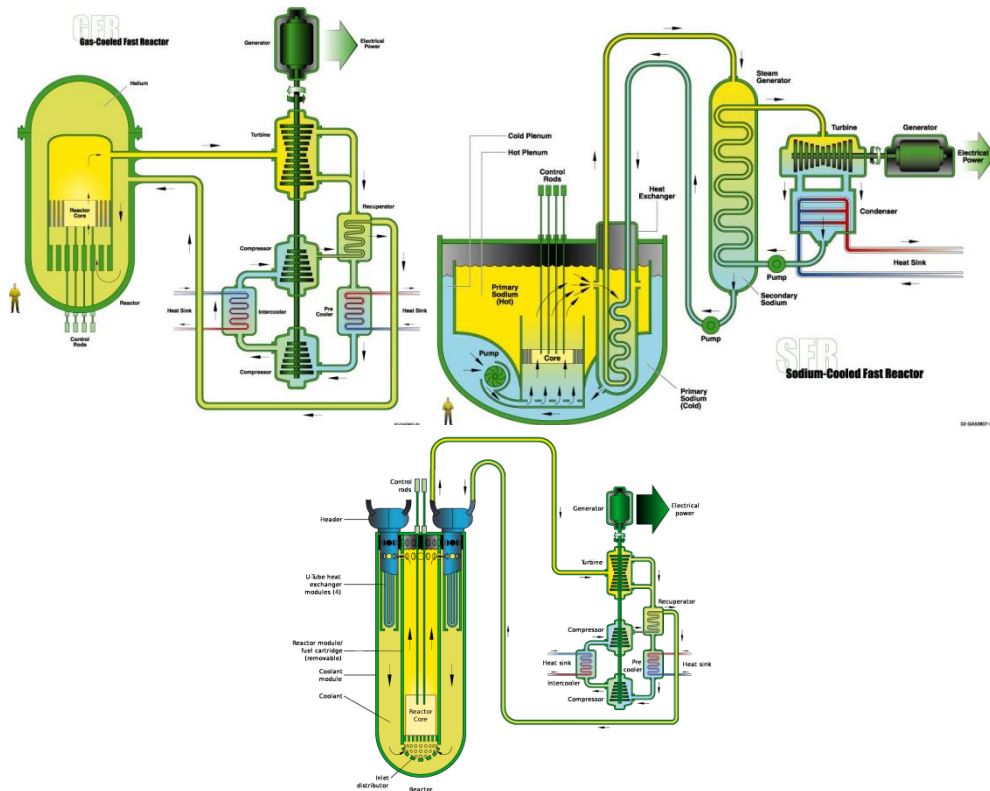 GFR
Gas-Cooled Fast Reactor
Generator
Electrical
Power
Helium
Turbine
Reactor
Core
Recuperator
Compressor
Heat Sink
Intercooler
Pre
Cooler
Heat Sink
Reactor
Control
Rods
Compressor
Steam
Generator
Cold Plenum
Hot Plenum
Control
Rods
Heat
Exchanger
Turbine
Generator
Electrical
Power
Condenser
Heat Sink
Pump
Secondary
Sodium
Pump
Primary
Sodium
(Hot)
Pump
Core
Primary
Sodium
(Cold)
SFR
Sodium-Cooled Fast Reactor
Control
rods
Header
Generator
Electrical
power
U-Tube heat
exchanger
modules (4)
Turbine
Recuperator
Compressor
Reactor module/
fuel cartridge
(removable)
Heat sink
Pre
cooler
Heat sink
Coolant
module
Intercooler
Compressor
Coolant
Reactor
Core
Inlet
distributor
Reactor